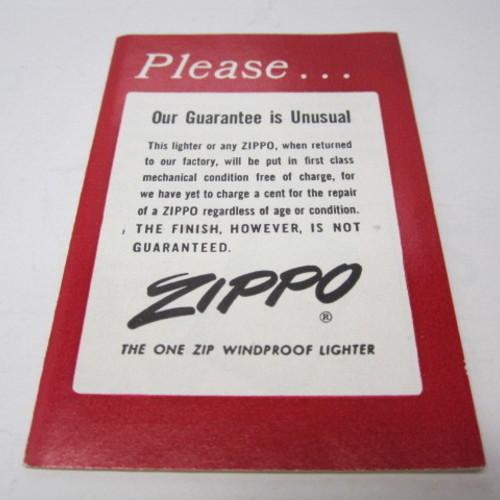 Please...
Our Guarantee is Unusual
This lighter or any ZIPPO, when returned
to our factory, will be put in first class
mechanical condition free of charge, for
we have yet to charge a cent for the repair
of a ZIPPO regardless of age or condition.
THE FINISH, HOWEVER, IS NOT
GUARANTEED.
ZIPPO
®
THE ONE ZIP WINDPROOF LIGHTER